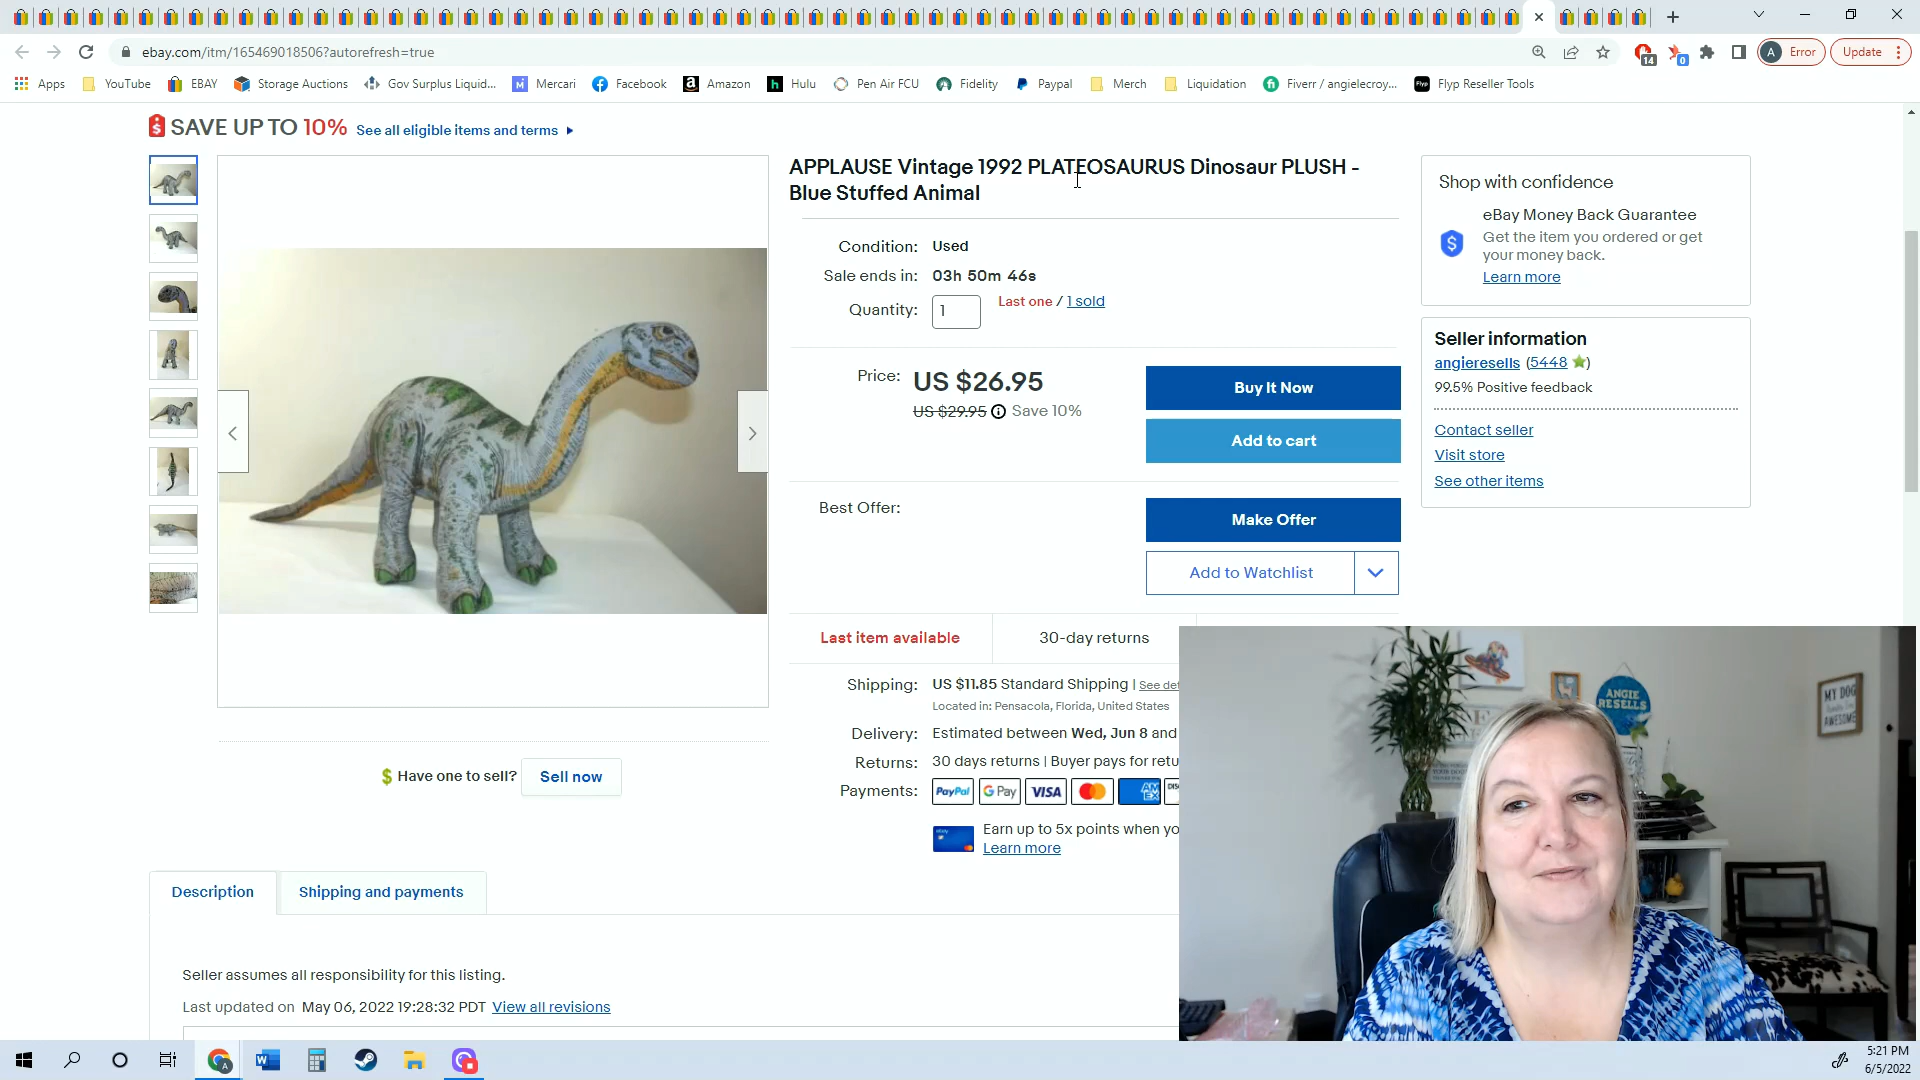 ebay.com/itm/165469018506?autorefresh=true
14
0
A Error
Update
Apps
YouTube
EBAY
Storage Auctions
Gov Surplus Liquid...
Mercari
Facebook
Amazon
Hulu
Pen Air FCU
Fidelity
Paypal
Merch
Liquidation
Fiverr / angielecroy...
Flyp Reseller Tools
SAVE UP TO 10% See all eligible items and terms
APPLAUSE Vintage 1992 PLATEOSAURUS Dinosaur PLUSH -
Blue Stuffed Animal
Condition: Used
Sale ends in: 03h 50m 46s
Quantity: 1 Last one / 1 sold
Price: US $26.95
US $29.95 Save 10%
Buy It Now
Add to cart
Best Offer:
Make Offer
Add to Watchlist
Last item available
30-day returns
Shipping: US $11.85 Standard Shipping | See det
Located in: Pensacola, Florida, United States
Delivery: Estimated between Wed, Jun 8 and
Returns: 30 days returns | Buyer pays for retu
Payments: PayPal G Pay VISA AM EX DIS
Earn up to 5x points when yo
Learn more
Shop with confidence
eBay Money Back Guarantee
Get the item you ordered or get
your money back.
Learn more
Seller information
angieresells (5448)
99.5% Positive feedback
Contact seller
Visit store
See other items
Have one to sell? Sell now
Description
Shipping and payments
Seller assumes all responsibility for this listing.
Last updated on May 06, 2022 19:28:32 PDT View all revisions
ANGIE
RESELLS
MY DOG
AWESOME
5:21 PM
6/5/2022